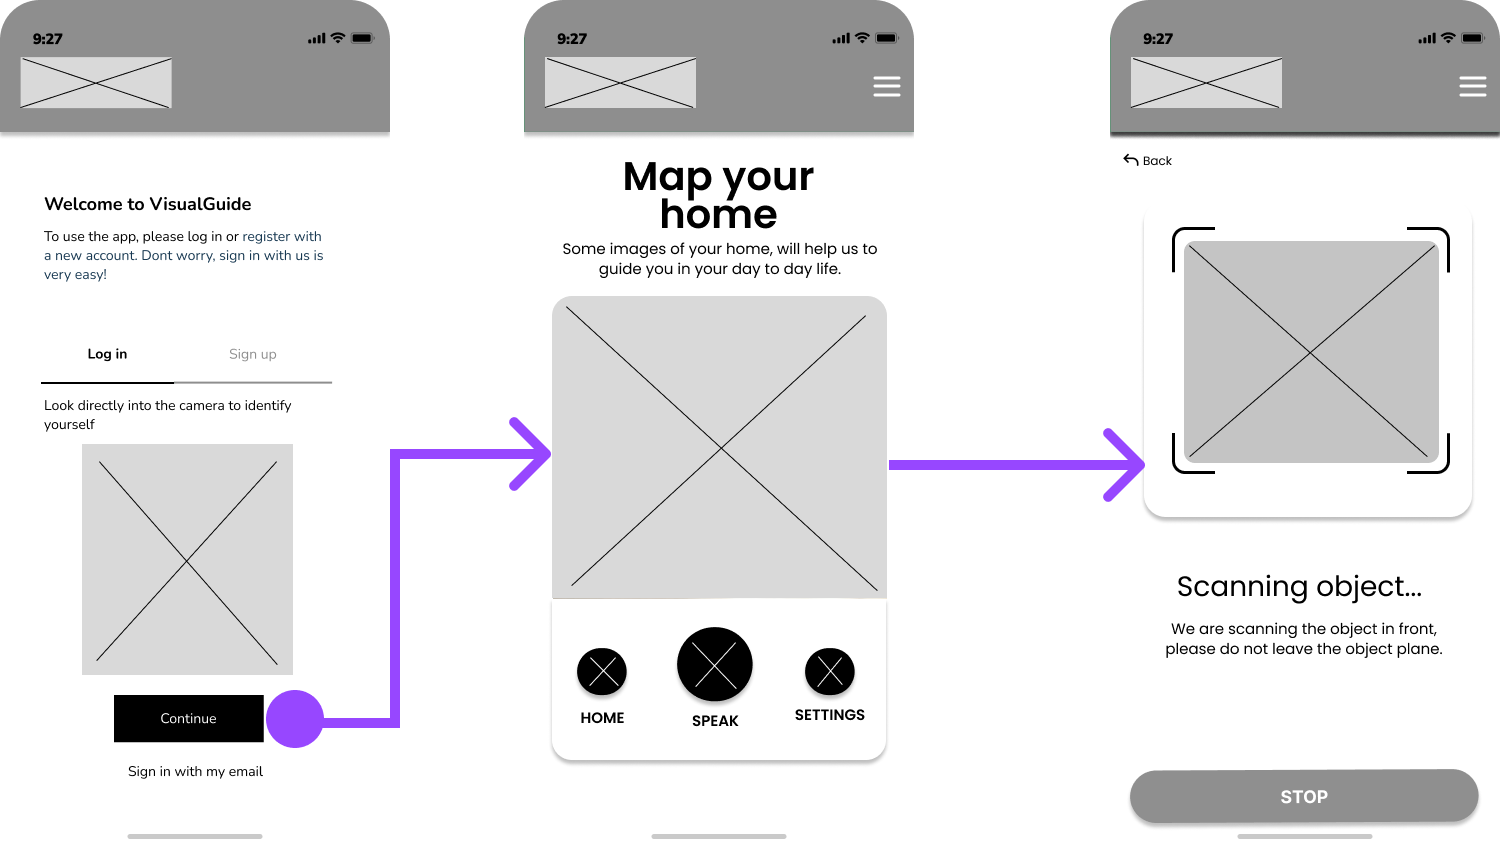 9:27
Welcome to VisualGuide
To use the app, please log in or register with
a new account. Dont worry, sign in with us is
very easy!
Log in
Sign up
Look directly into the camera to identify
yourself
Continue
Sign in with my email
9:27
Map your
home
Some images of your home, will help us to
guide you in your day to day life.
HOME
SPEAK
SETTINGS
9:27
Back
Scanning object...
We are scanning the object in front,
please do not leave the object plane.
STOP